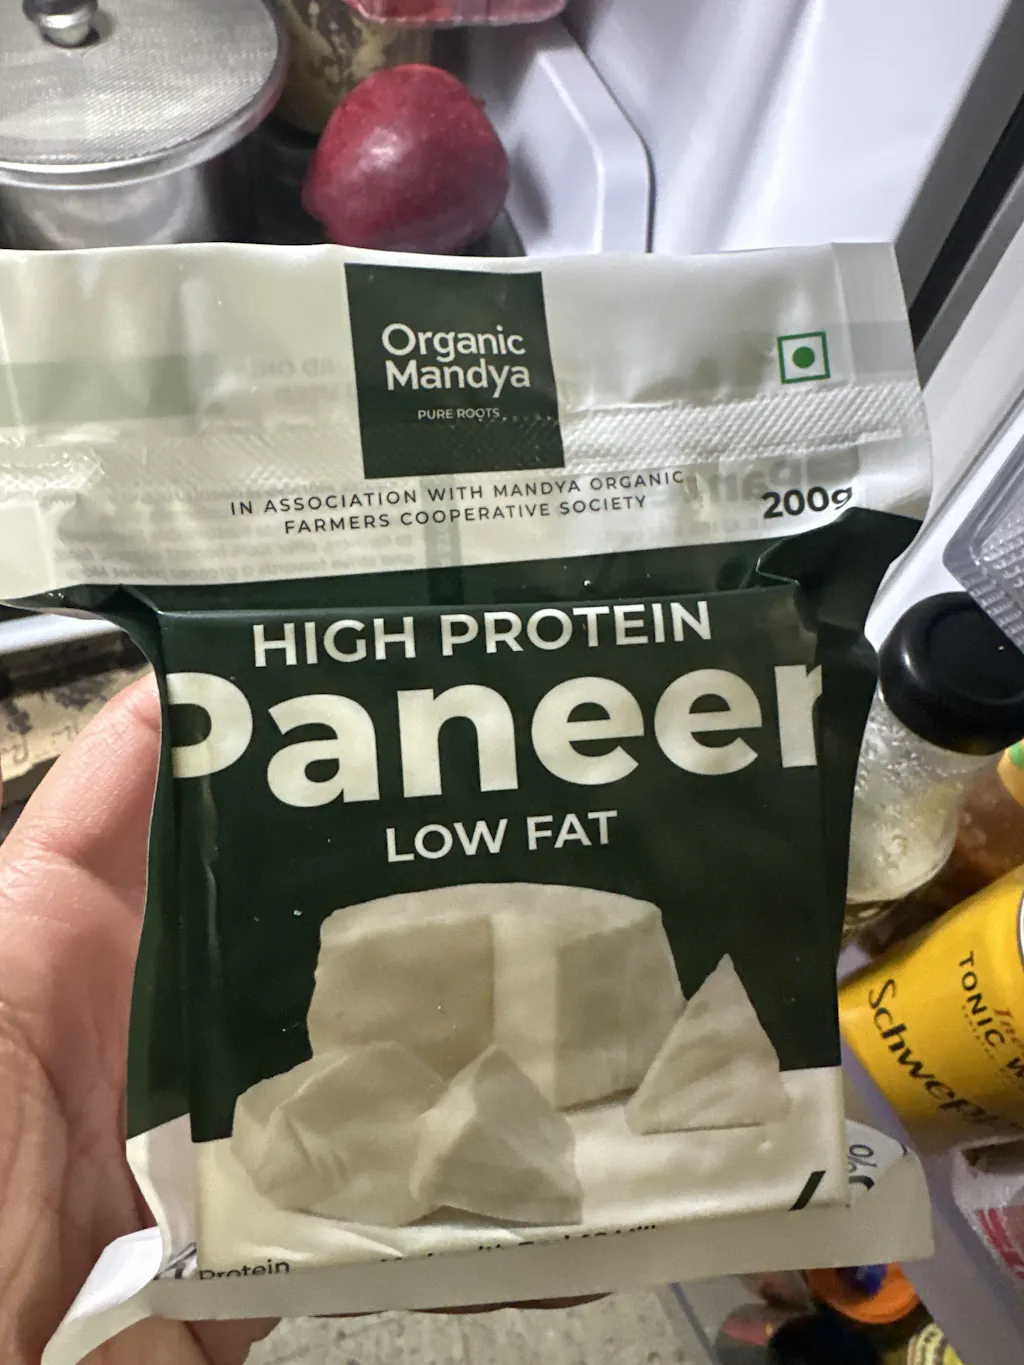 Organic
Mandya
PURE ROOTS
IN ASSOCIATION WITH MANDYA ORGANIC
FARMERS COOPERATIVE SOCIETY
200g
HIGH PROTEIN
Paneer
LOW FAT
Protein
%
Schweppes
TONIC